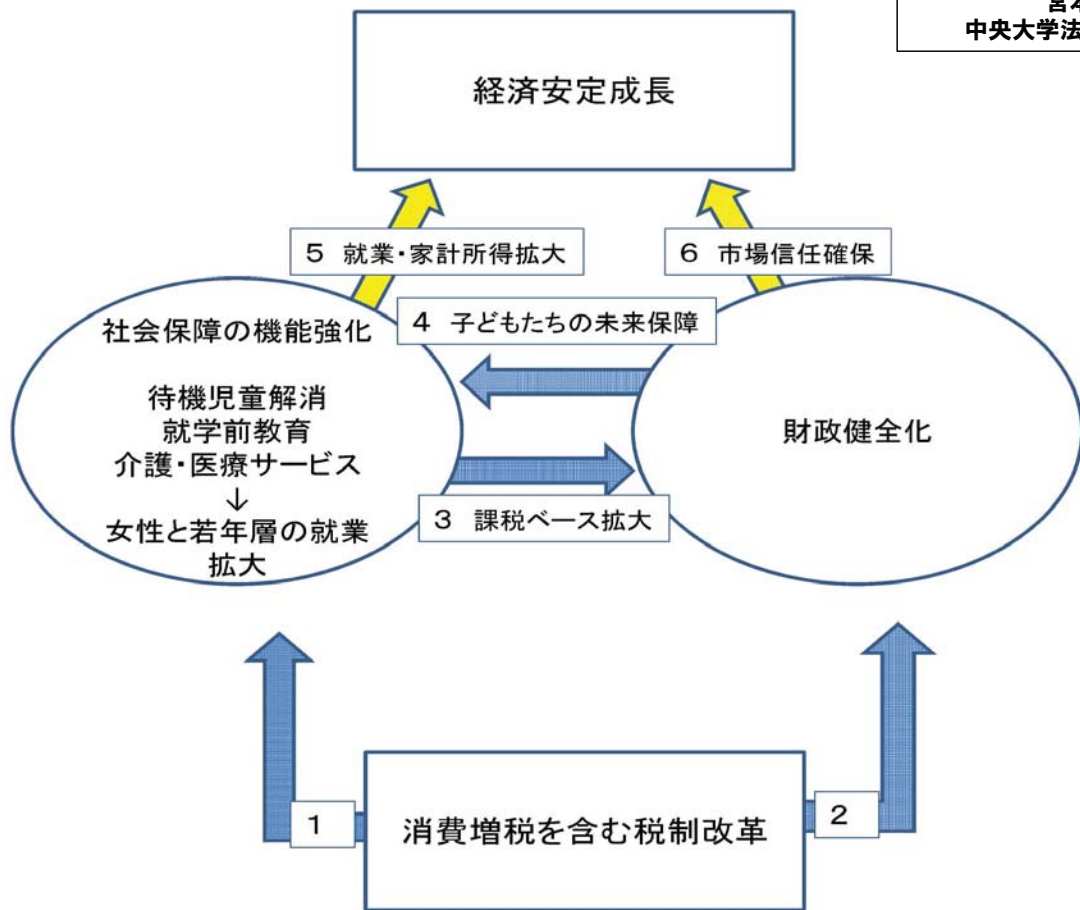 宮本
中央大学法
経済安定成長
5 就業・家計所得拡大
6 市場信任確保
社会保障の機能強化
4 子どもたちの未来保障
待機児童解消
就学前教育
介護・医療サービス
↓
女性と若年層の就業
拡大
財政健全化
3 課税ベース拡大
1
消費増税を含む税制改革
2